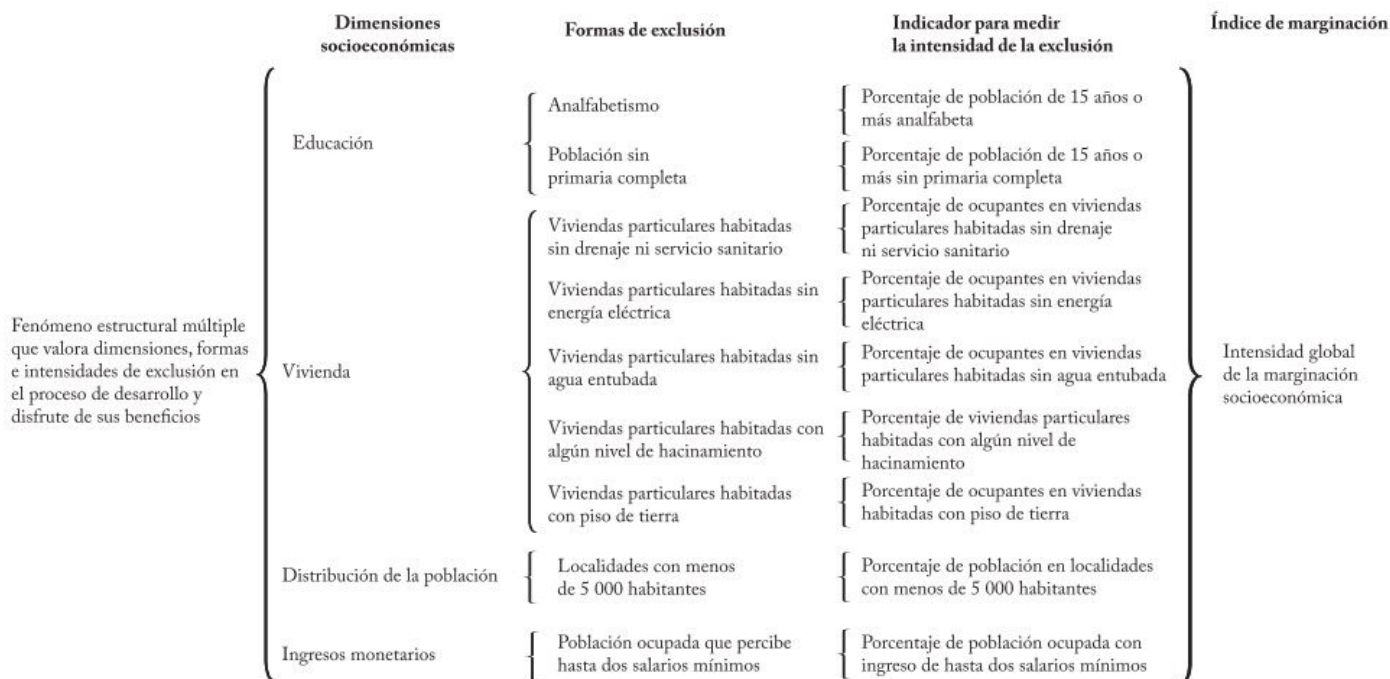 Dimensiones
socioeconómicas
Formas de exclusión
Indicador para medir
la intensidad de la exclusión
Índice de marginación
Fenómeno estructural múltiple
que valora dimensiones, formas
e intensidades de exclusión en
el proceso de desarrollo y
disfrute de sus beneficios
Educación
Analfabetismo
Porcentaje de población de 15 años o
más analfabeta
Población sin
primaria completa
Porcentaje de población de 15 años o
más sin primaria completa
Vivienda
Viviendas particulares habitadas
sin drenaje ni servicio sanitario
Porcentaje de ocupantes en viviendas
particulares habitadas sin drenaje
ni servicio sanitario
Viviendas particulares habitadas sin
energía eléctrica
Porcentaje de ocupantes en viviendas
particulares habitadas sin energía
eléctrica
Viviendas particulares habitadas sin
agua entubada
Porcentaje de ocupantes en viviendas
particulares habitadas sin agua entubada
Viviendas particulares habitadas con
algún nivel de hacinamiento
Porcentaje de viviendas particulares
habitadas con algún nivel de
hacinamiento
Viviendas particulares habitadas
con piso de tierra
Porcentaje de ocupantes en viviendas
habitadas con piso de tierra
Distribución de la población
Localidades con menos
de 5 000 habitantes
Porcentaje de población en localidades
con menos de 5 000 habitantes
Ingresos monetarios
Población ocupada que percibe
hasta dos salarios mínimos
Porcentaje de población ocupada con
ingreso de hasta dos salarios mínimos
Intensidad global
de la marginación
socioeconómica